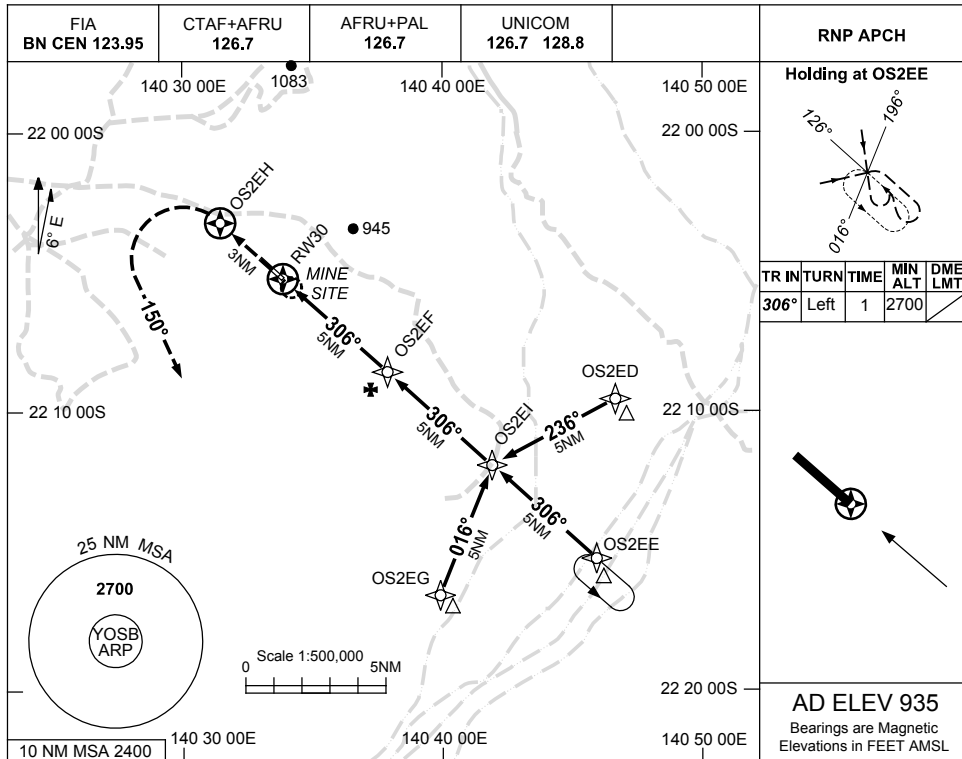 FIA
BN CEN 123.95
CTAF+AFRU
126.7
AFRU+PAL
126.7
UNICOM
126.7 128.8
RNP APCH
1083
140 30 00E
140 40 00E
140 50 00E
22 00 00S
22 00 00S
Holding at OS2EE
126°
196°
016°
TR IN TURN TIME MIN ALT DME LMT
306° Left 1 2700
6° E
OS2EH
945
3NM
RW30
MINE
SITE
150°
306°
5NM
OS2EF
OS2ED
22 10 00S
22 10 00S
306°
5NM
OS2EI
236°
5NM
306°
5NM
016°
5NM
OS2EE
OS2EG
25 NM MSA
2700
YOSB
ARP
Scale 1:500,000
0 5NM
22 20 00S
AD ELEV 935
Bearings are Magnetic
Elevations in FEET AMSL
10 NM MSA 2400
140 30 00E
140 40 00E
140 50 00E